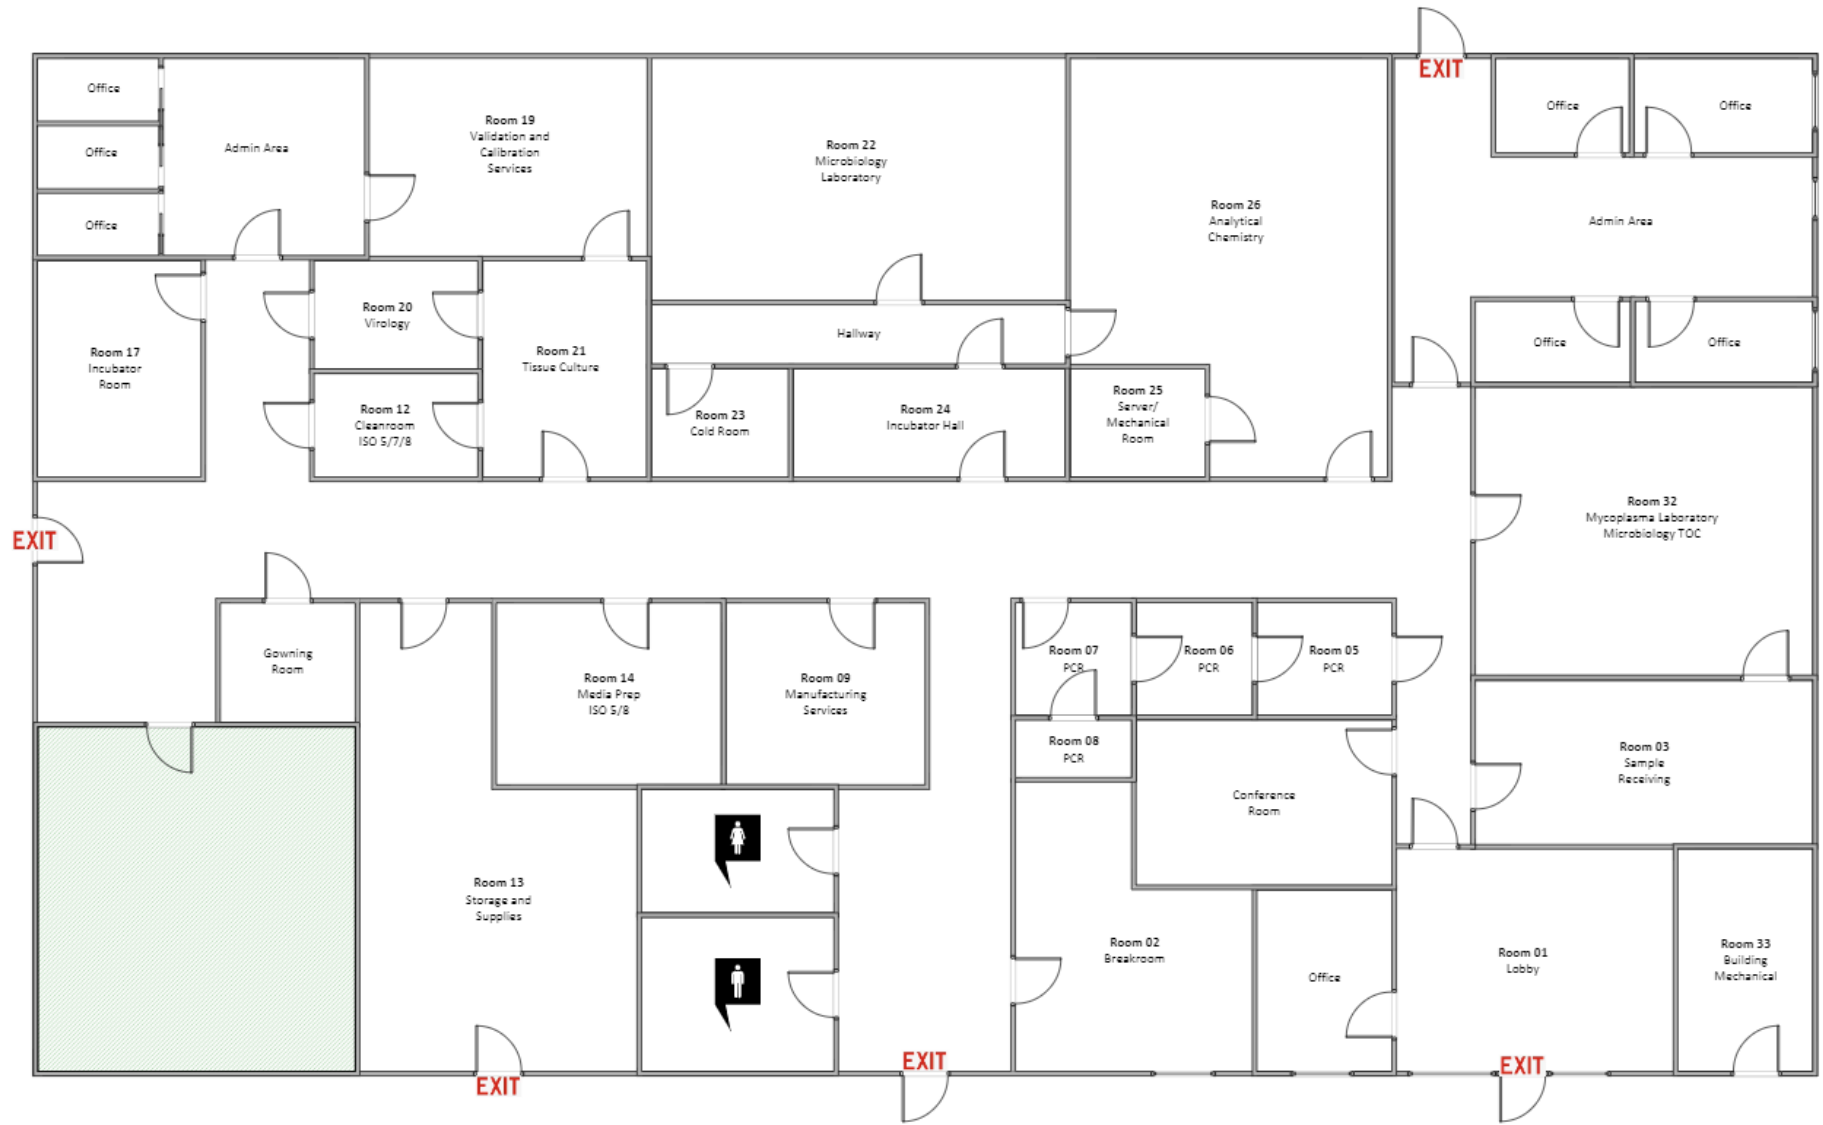 EXIT
Office
Office
Office
Admin Area
Room 19
Validation and
Calibration
Services
Room 22
Microbiology
Laboratory
Room 26
Analytical
Chemistry
Office
Office
Admin Area
Office
Office
Room 17
Incubator
Room
Room 20
Virology
Room 12
Cleanroom
ISO 5/7/8
Room 21
Tissue Culture
Hallway
Room 23
Cold Room
Room 24
Incubator Hall
Room 25
Server/
Mechanical
Room
Room 32
Mycoplasma Laboratory
Microbiology TOC
EXIT
Gowning
Room
Room 14
Media Prep
ISO 5/8
Room 09
Manufacturing
Services
Room 07
PCR
Room 06
PCR
Room 05
PCR
Room 08
PCR
Conference
Room
Room 03
Sample
Receiving
Room 13
Storage and
Supplies
Room 02
Breakroom
Office
Room 01
Lobby
Room 33
Building
Mechanical
EXIT
EXIT
EXIT